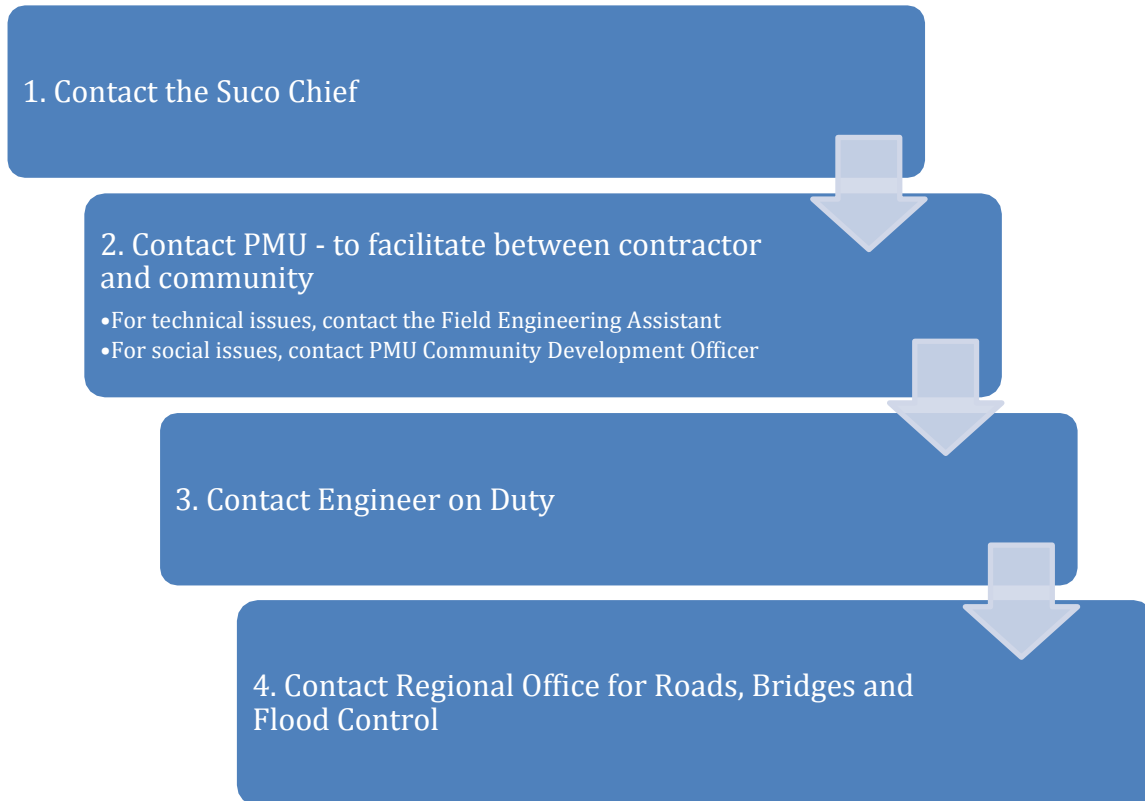 1. Contact the Suco Chief
2. Contact PMU - to facilitate between contractor
and community
•For technical issues, contact the Field Engineering Assistant
•For social issues, contact PMU Community Development Officer
3. Contact Engineer on Duty
4. Contact Regional Office for Roads, Bridges and
Flood Control